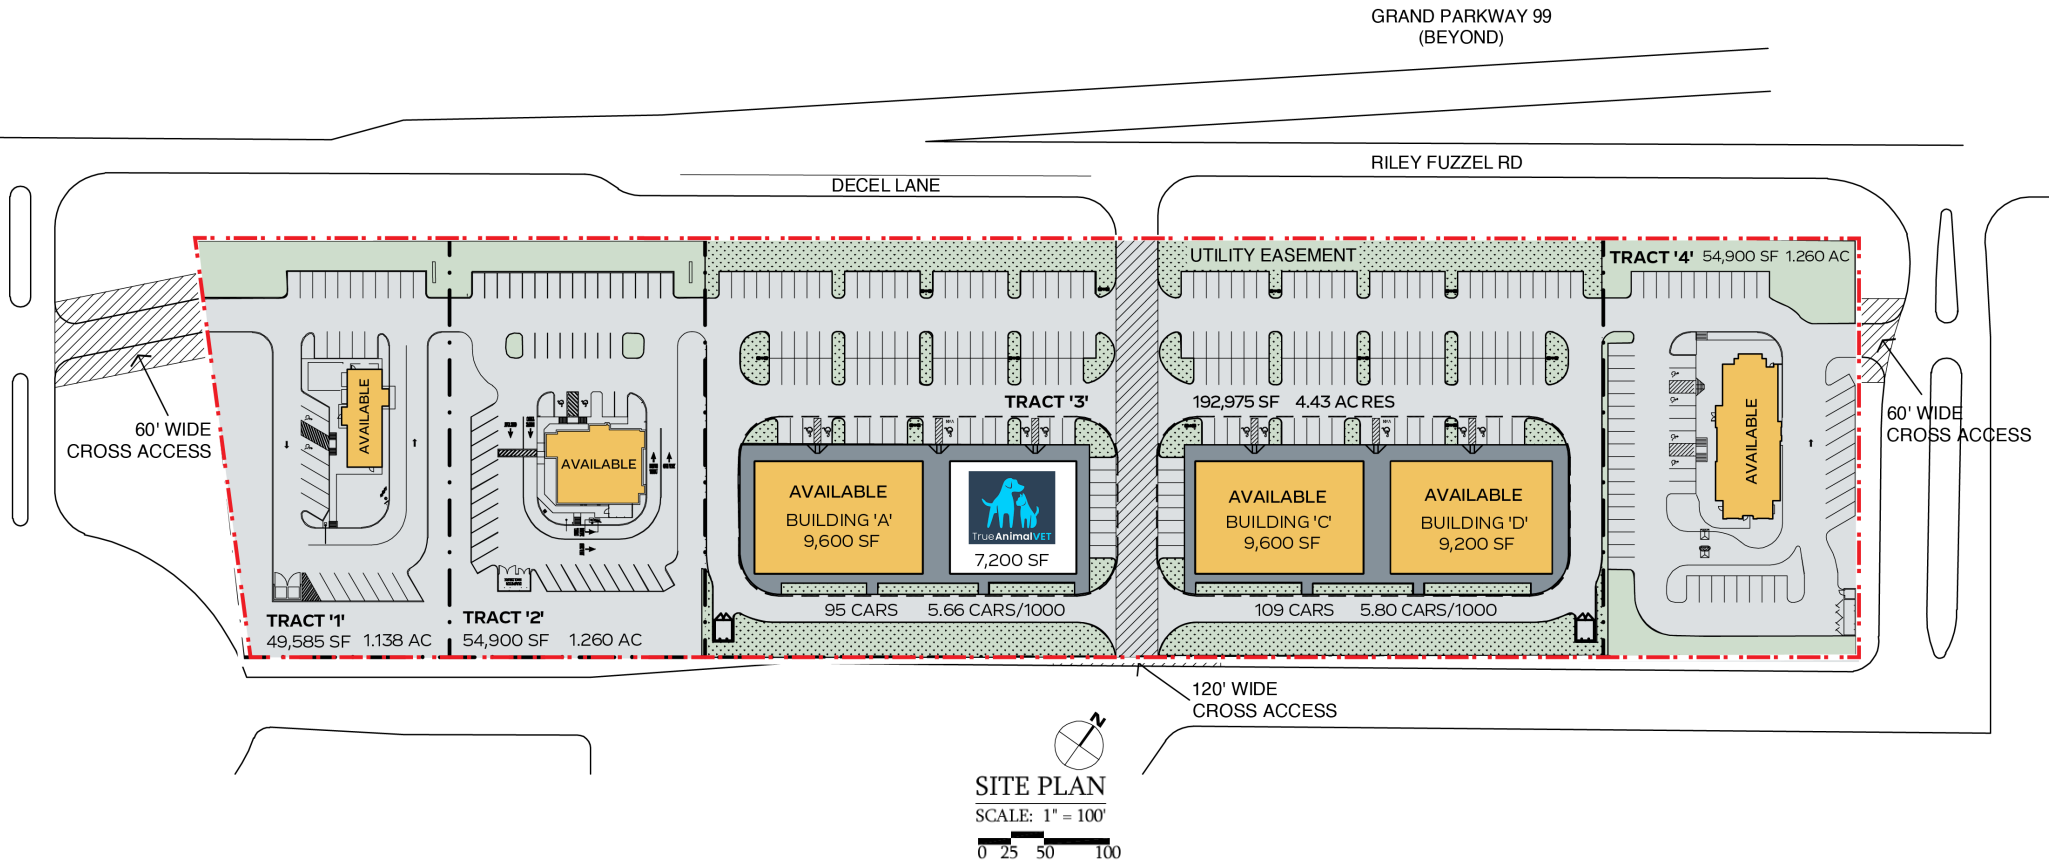 GRAND PARKWAY 99
(BEYOND)
RILEY FUZZEL RD
DECEL LANE
UTILITY EASEMENT
TRACT '4' 54,900 SF 1.260 AC
60' WIDE
CROSS ACCESS
60' WIDE
CROSS ACCESS
TRACT '3' 192,975 SF 4.43 AC RES
AVAILABLE
AVAILABLE
AVAILABLE
BUILDING 'A'
9,600 SF
TrueAnimalVET
7,200 SF
AVAILABLE
BUILDING 'C'
9,600 SF
AVAILABLE
BUILDING 'D'
9,200 SF
AVAILABLE
95 CARS 5.66 CARS/1000
109 CARS 5.80 CARS/1000
TRACT '1'
49,585 SF 1.138 AC
TRACT '2'
54,900 SF 1.260 AC
120' WIDE
CROSS ACCESS
N
SITE PLAN
SCALE: 1" = 100'
0 25 50 100